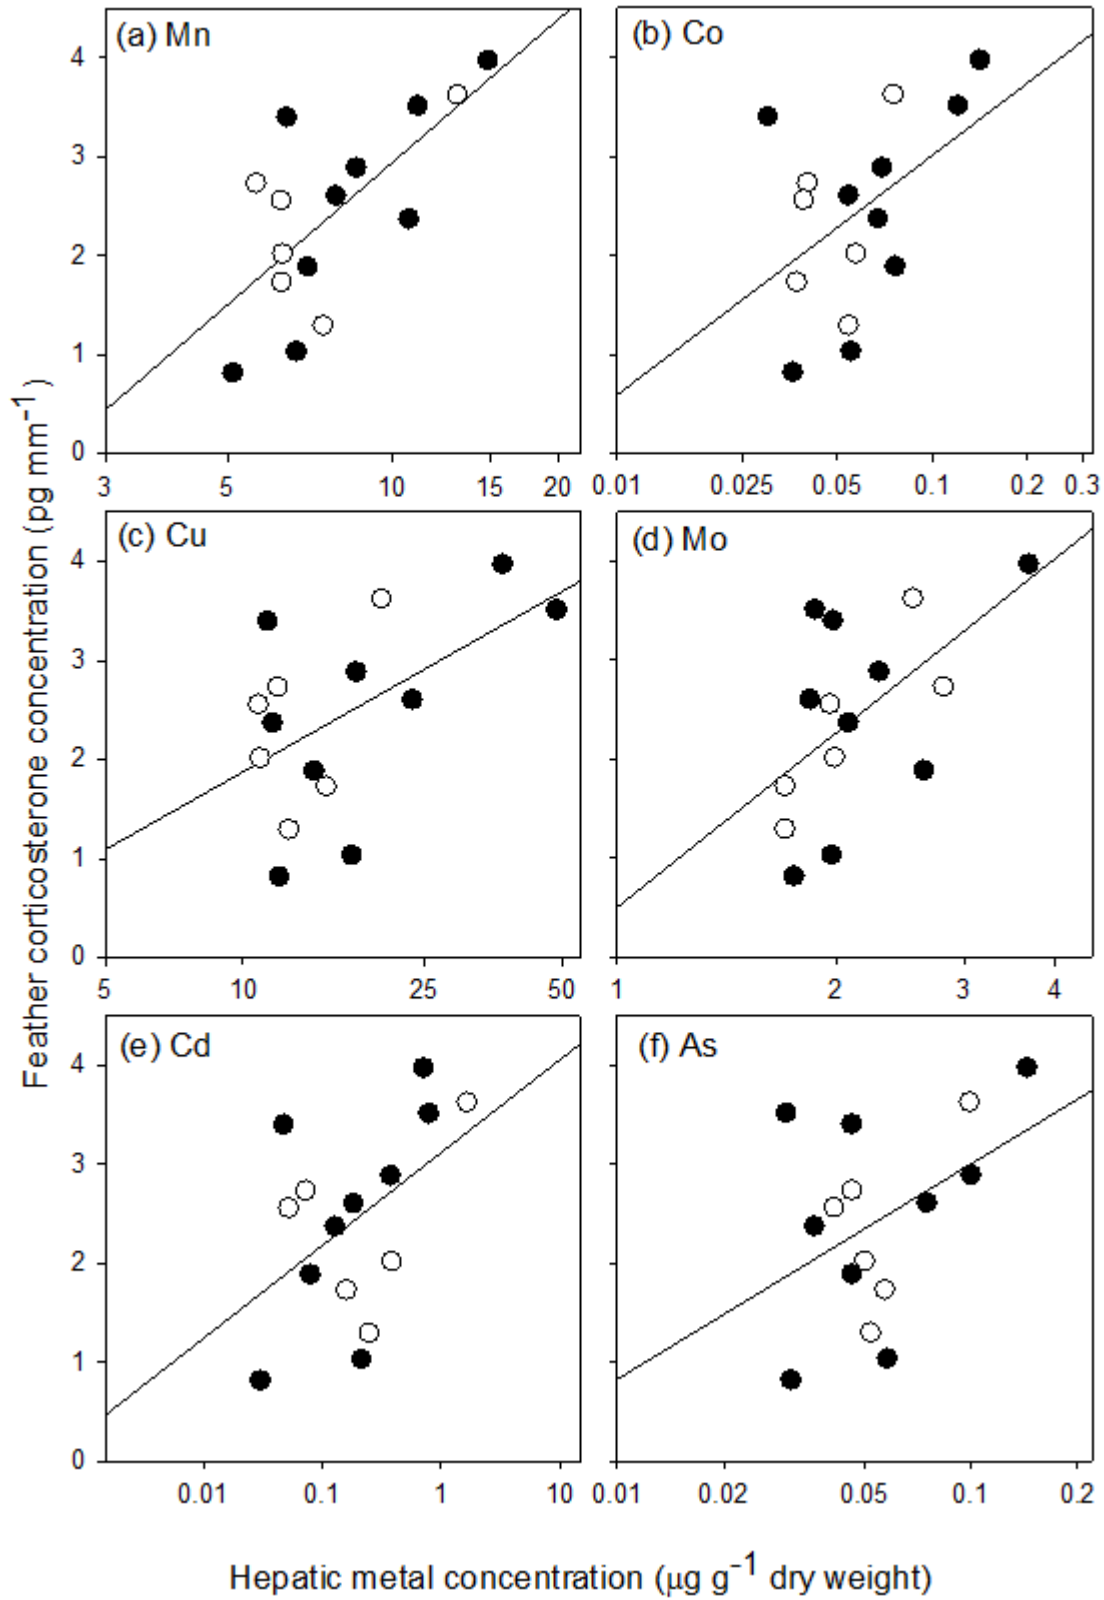 (a) Mn
(b) Co
4
3
2
1
0
3 5 10 15 20
0.01 0.025 0.05 0.1 0.2 0.3
(c) Cu
(d) Mo
4
3
2
1
0
5 10 25 50
1 2 3 4
(e) Cd
(f) As
4
3
2
1
0
0.01 0.1 1 10
0.01 0.02 0.05 0.1 0.2
Feather corticosterone concentration (pg mm⁻¹)
Hepatic metal concentration (μg g⁻¹ dry weight)